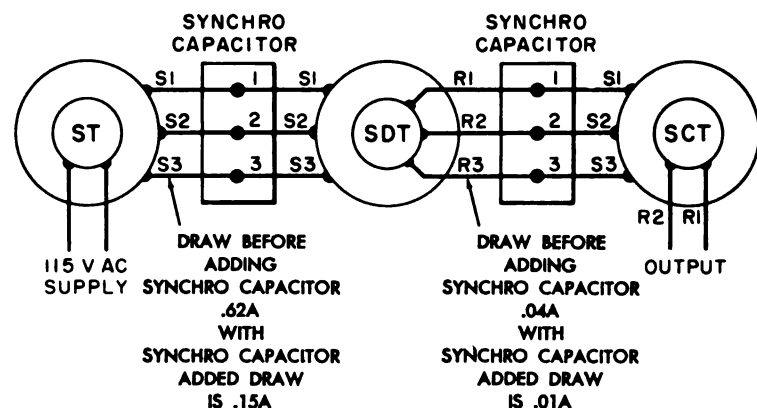 SYNCHRO
CAPACITOR
SYNCHRO
CAPACITOR
S1 1 S1 R1 1 S1
ST S2 2 S2 SDT R2 2 S2 SCT
S3 3 S3 R3 3 S3
R2 R1
115 V AC
SUPPLY
DRAW BEFORE
ADDING
SYNCHRO CAPACITOR
.62A
WITH
SYNCHRO CAPACITOR
ADDED DRAW
IS .15A
DRAW BEFORE
ADDING
SYNCHRO CAPACITOR
.04A
WITH
SYNCHRO CAPACITOR
ADDED DRAW
IS .01A
OUTPUT